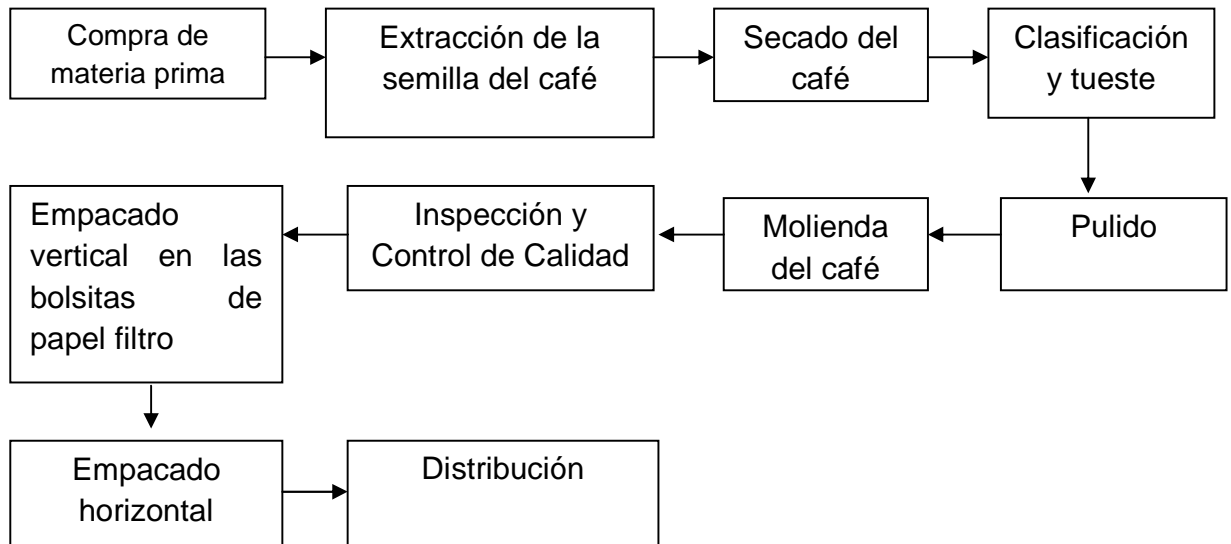 Compra de
materia prima
Extracción de la
semilla del café
Secado del
café
Clasificación
y tueste
Pulido
Molienda
del café
Inspección y
Control de Calidad
Empacado
vertical en las
bolsitas de
papel filtro
Empacado
horizontal
Distribución